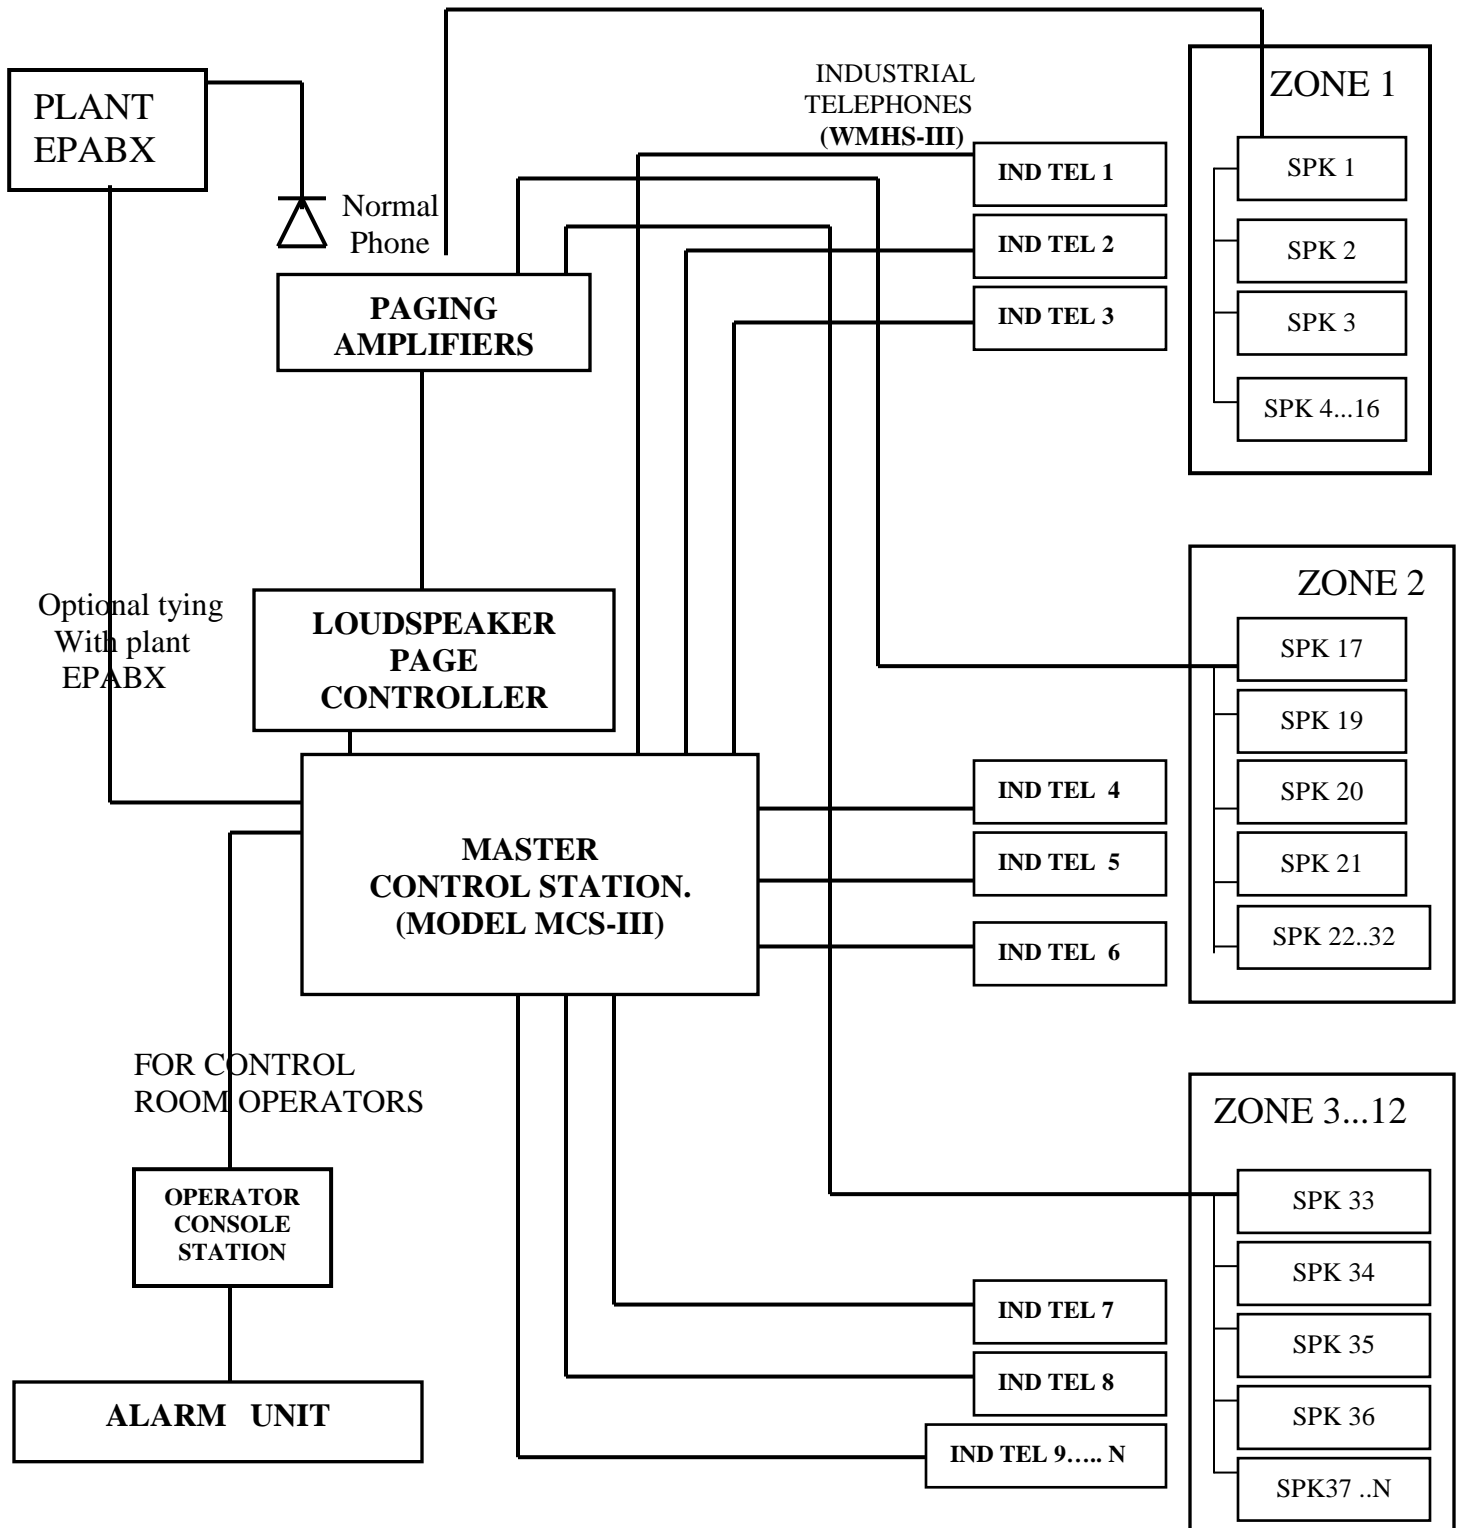 PLANT
EPABX
Normal
Phone
INDUSTRIAL
TELEPHONES
(WMHS-III)
PAGING
AMPLIFIERS
IND TEL 1
IND TEL 2
IND TEL 3
ZONE 1
SPK 1
SPK 2
SPK 3
SPK 4...16
Optional tying
With plant
EPABX
LOUDSPEAKER
PAGE
CONTROLLER
MASTER
CONTROL STATION.
(MODEL MCS-III)
IND TEL 4
IND TEL 5
IND TEL 6
ZONE 2
SPK 17
SPK 19
SPK 20
SPK 21
SPK 22..32
FOR CONTROL
ROOM OPERATORS
OPERATOR
CONSOLE
STATION
ALARM UNIT
IND TEL 7
IND TEL 8
IND TEL 9….. N
ZONE 3...12
SPK 33
SPK 34
SPK 35
SPK 36
SPK37 ..N